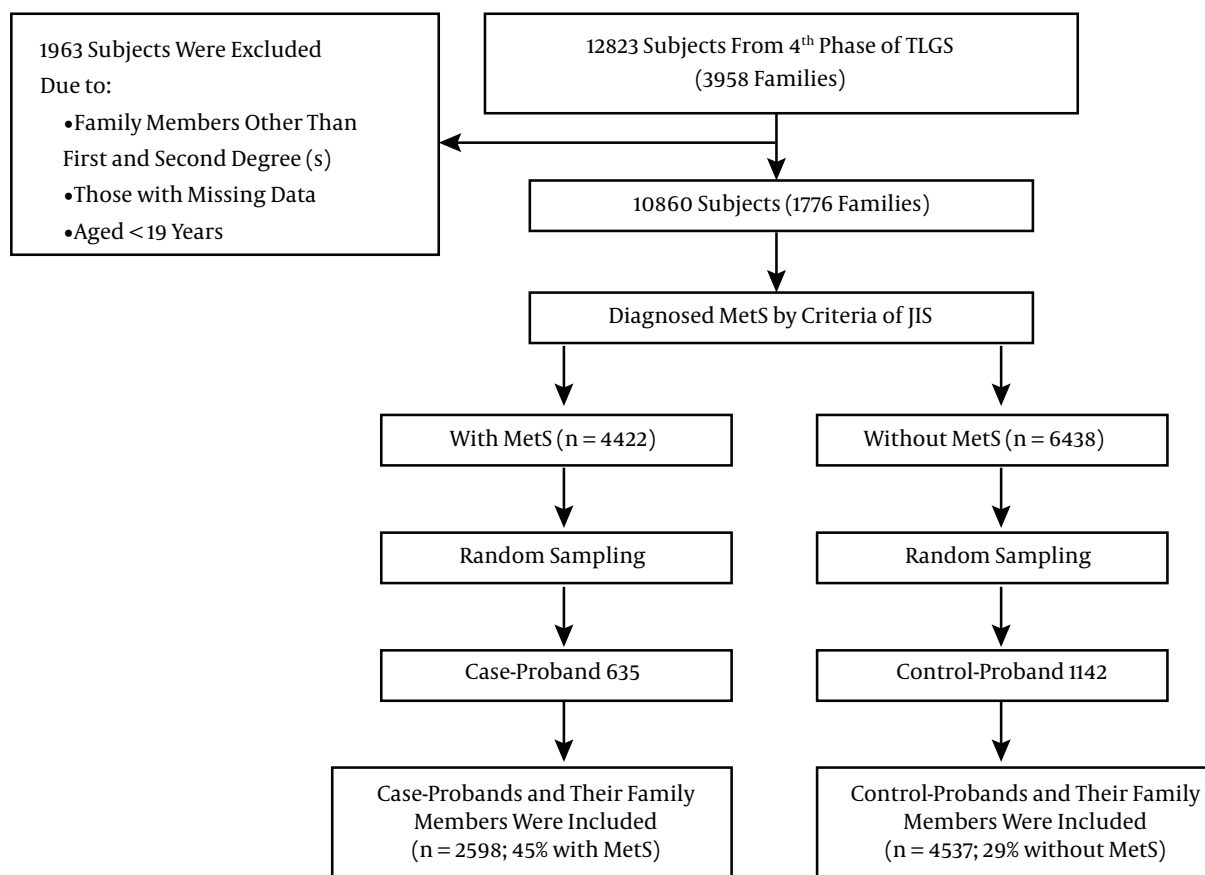 1963 Subjects Were Excluded
Due to:
•Family Members Other Than
First and Second Degree (s)
•Those with Missing Data
•Aged <19 Years
12823 Subjects From 4th Phase of TLGS
(3958 Families)
10860 Subjects (1776 Families)
Diagnosed MetS by Criteria of JIS
With MetS (n = 4422)
Without MetS (n = 6438)
Random Sampling
Random Sampling
Case-Proband 635
Control-Proband 1142
Case-Probands and Their Family
Members Were Included
(n = 2598; 45% with MetS)
Control-Probands and Their Family
Members Were Included
(n = 4537; 29% without MetS)